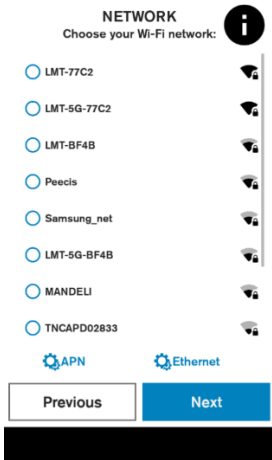 NETWORK
Choose your Wi-Fi network:
i
LMT-77C2
LMT-5G-77C2
LMT-BF4B
Peecis
Samsung_net
LMT-5G-BF4B
MANDELI
TNCAPD02833
APN Ethernet
Previous Next